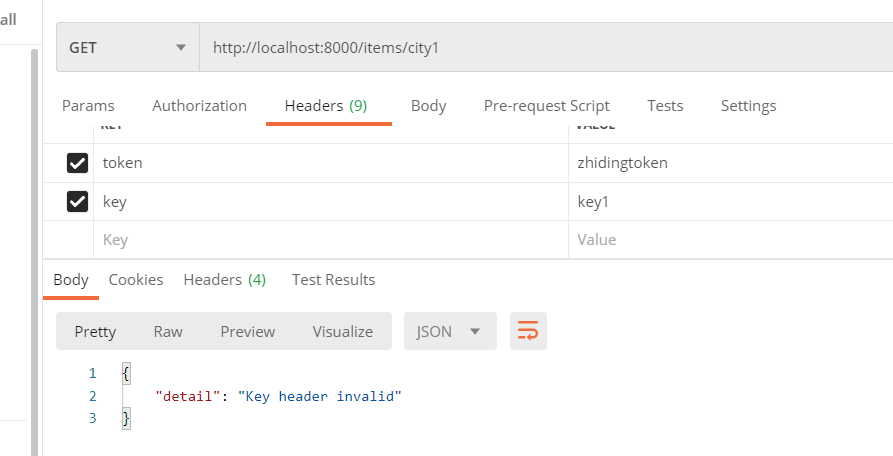 all
GET http://localhost:8000/items/city1
Params Authorization Headers (9) Body Pre-request Script Tests Settings
KEY VALUE
token zhidingtoken
key key1
Key Value
Body Cookies Headers (4) Test Results
Pretty Raw Preview Visualize JSON
1 {
2 "detail": "Key header invalid"
3 }